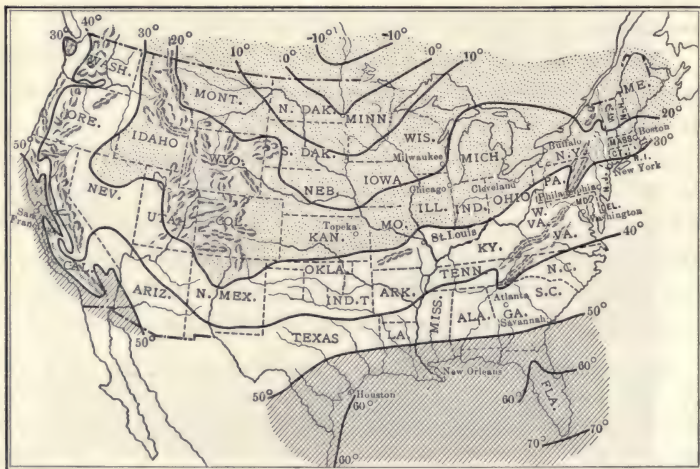 30° 40° 30° 20° 10° 0° -10° -10° 0° 10°
WASH.
MONT.
N. DAK.
MINN.
ME.
ORE.
IDAHO
WYO.
S. DAK.
WIS.
MICH.
Milwaukee
Buffalo
N.Y.
MASS.
Boston
20°
R.I.
30°
New York
50°
NEV.
NEB.
IOWA
Chicago
Cleveland
PA.
Philadelphia
MD.
DEL.
Washington
San
Franc.
CAL.
UTAH
COL.
Topeka
KAN.
MO.
ILL.
IND.
OHIO
W.
VA.
VA.
St. Louis
KY.
40°
ARIZ.
N. MEX.
OKLA.
IND. T.
ARK.
TENN.
N.C.
S.C.
Atlanta
GA.
Savannah
MISS.
ALA.
50°
50°
TEXAS
LA.
New Orleans
FLA.
50°
Houston
60°
60°
60°
60°
70°
70°